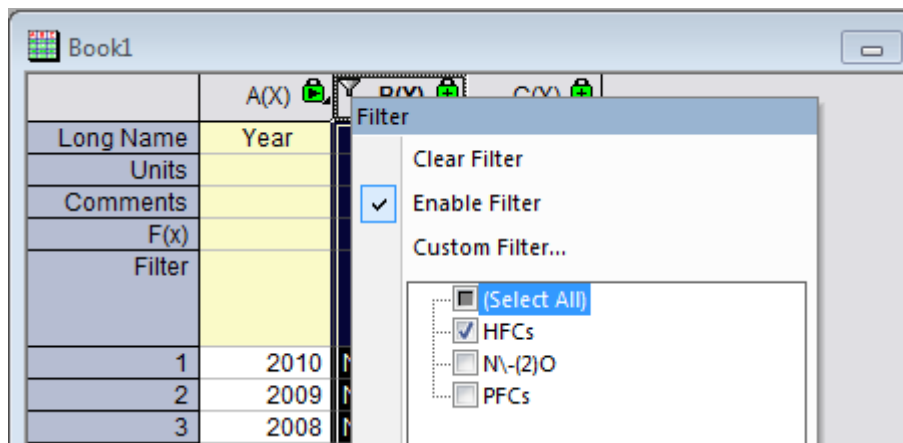 Book1
A(X) B(Y) C(Y)
Filter
Long Name Year
Units
Comments
F(x)
Filter
Clear Filter
Enable Filter
Custom Filter...
(Select All)
HFCs
N\-(2)O
PFCs
1 2010 N
2 2009 N
3 2008 N